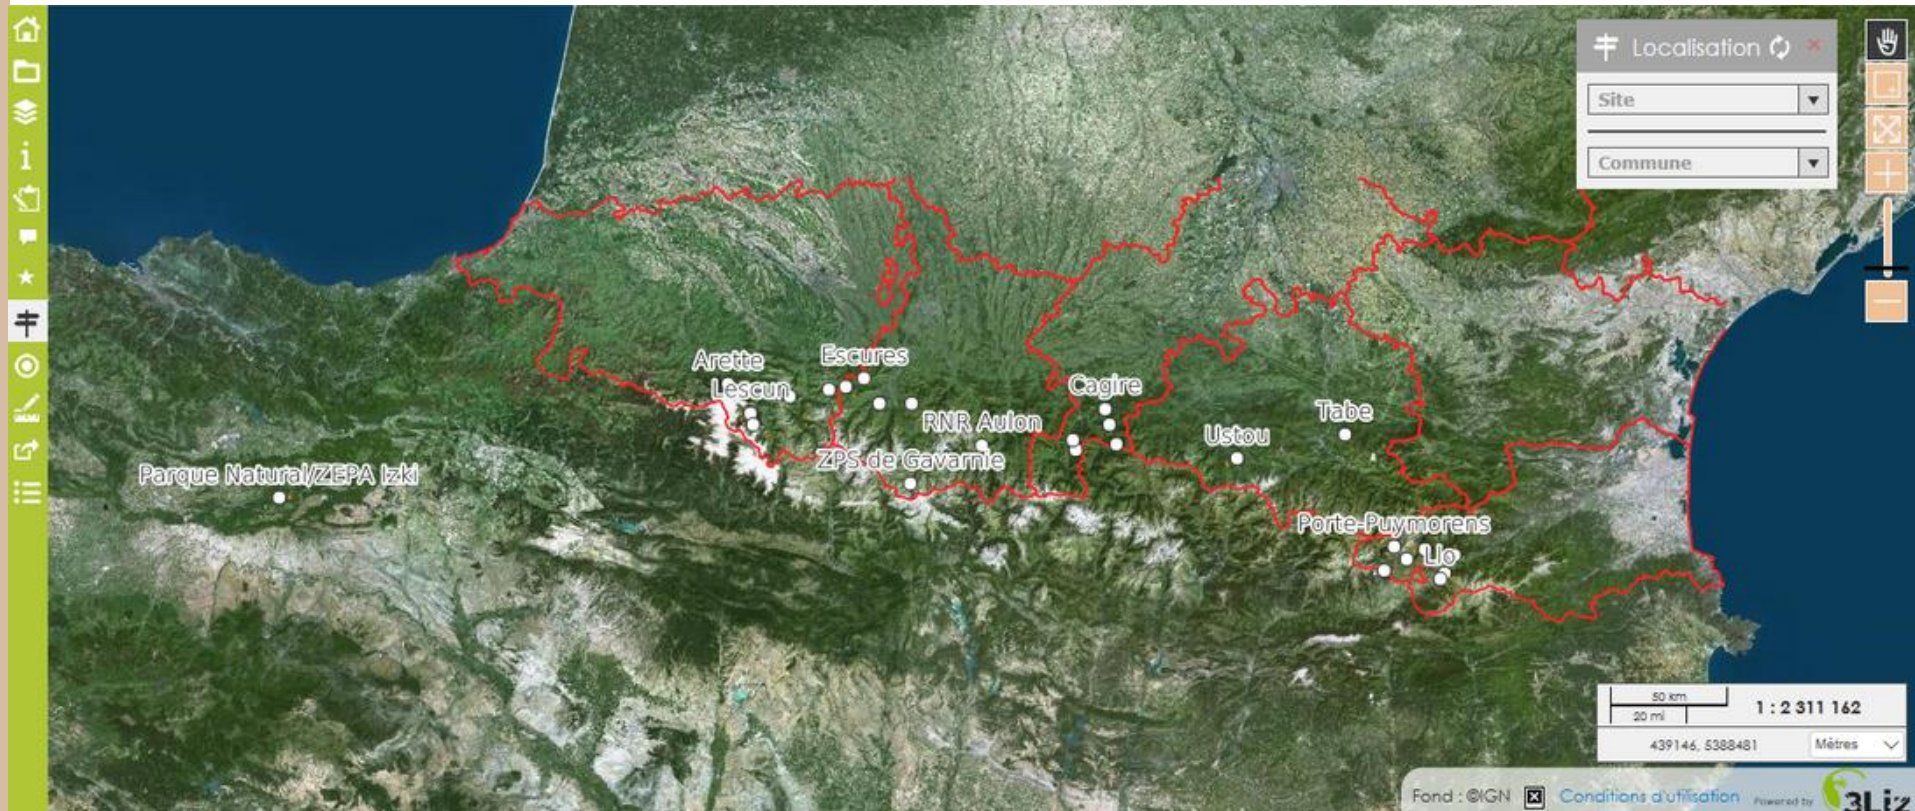 Localisation
Site
Commune
Arette
Escures
Lescun
Cagire
RNR Aulon
Tabe
Ustou
ZPS de Gavarnie
Parque Natural/ZEPA Izki
Porte-Puymorens
Llo
50 km
20 mi
1 : 2 311 162
439146, 5388481
Mètres
Fond : ©IGN
Conditions d'utilisation
Powered by
3Liz